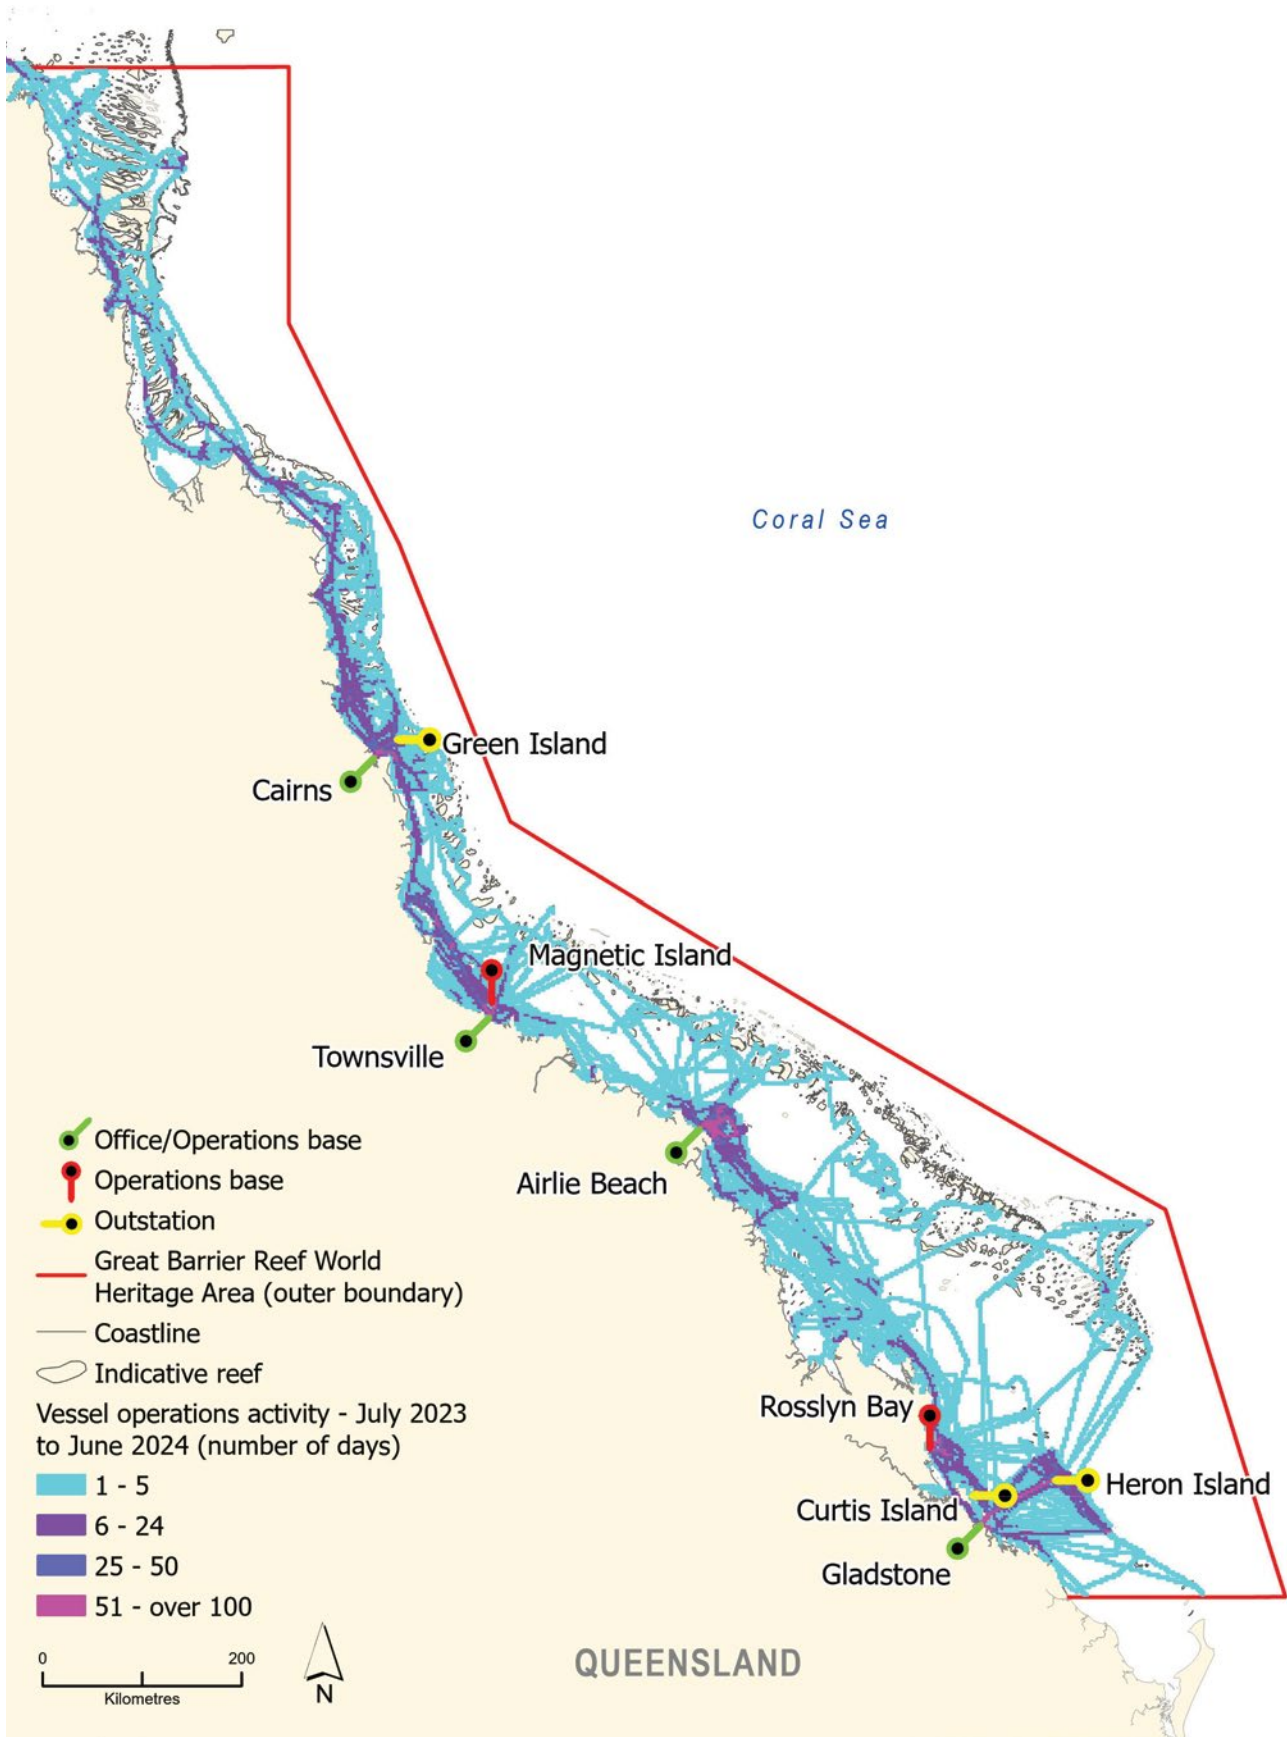 Coral Sea
Green Island
Cairns
Magnetic Island
Townsville
Airlie Beach
Rosslyn Bay
Heron Island
Curtis Island
Gladstone
QUEENSLAND
Office/Operations base
Operations base
Outstation
Great Barrier Reef World
Heritage Area (outer boundary)
Coastline
Indicative reef
Vessel operations activity - July 2023
to June 2024 (number of days)
1 - 5
6 - 24
25 - 50
51 - over 100
0 200
Kilometres
N